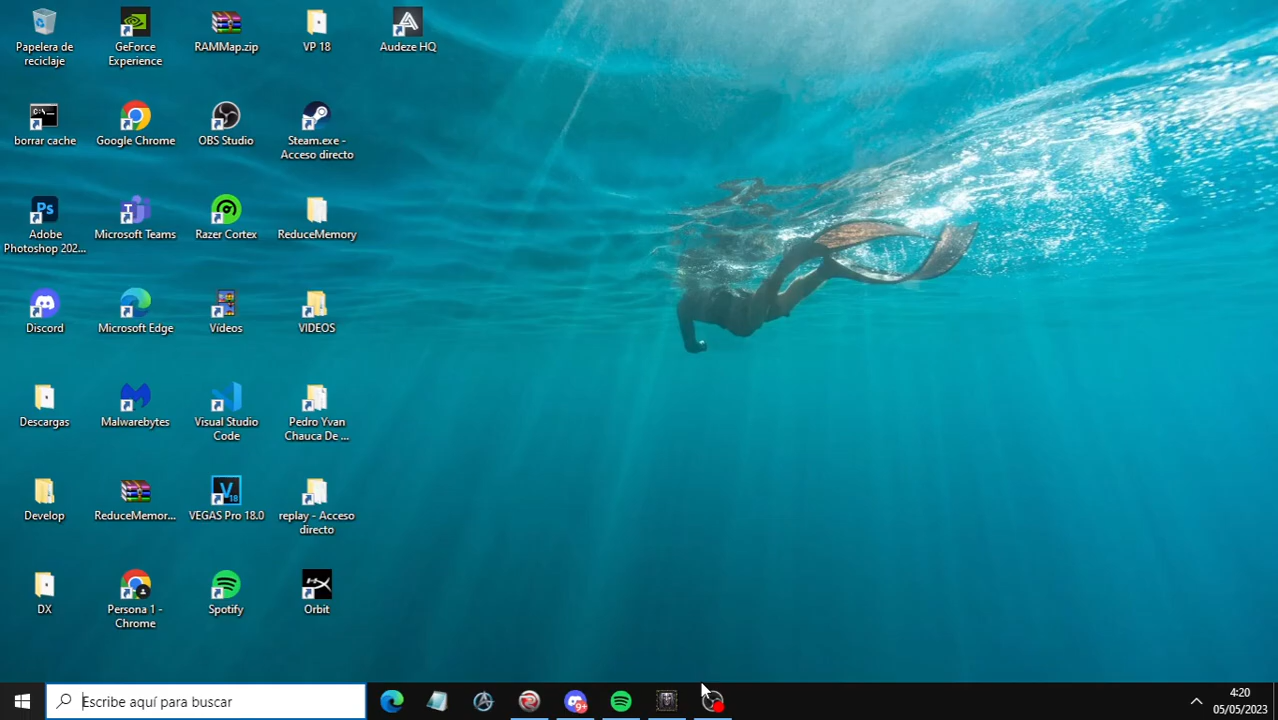 Papelera de
reciclaje
GeForce
Experience
RAMMap.zip
VP 18
Audeze HQ
borrar cache
Google Chrome
OBS Studio
Steam.exe -
Acceso directo
Adobe
Photoshop 202...
Microsoft Teams
Razer Cortex
ReduceMemory
Discord
Microsoft Edge
Vídeos
VIDEOS
Descargas
Malwarebytes
Visual Studio
Code
Pedro Yvan
Chauca De ...
Develop
ReduceMemor...
VEGAS Pro 18.0
replay - Acceso
directo
DX
Persona 1 -
Chrome
Spotify
Orbit
Escribe aquí para buscar
9+
4:20
05/05/2023